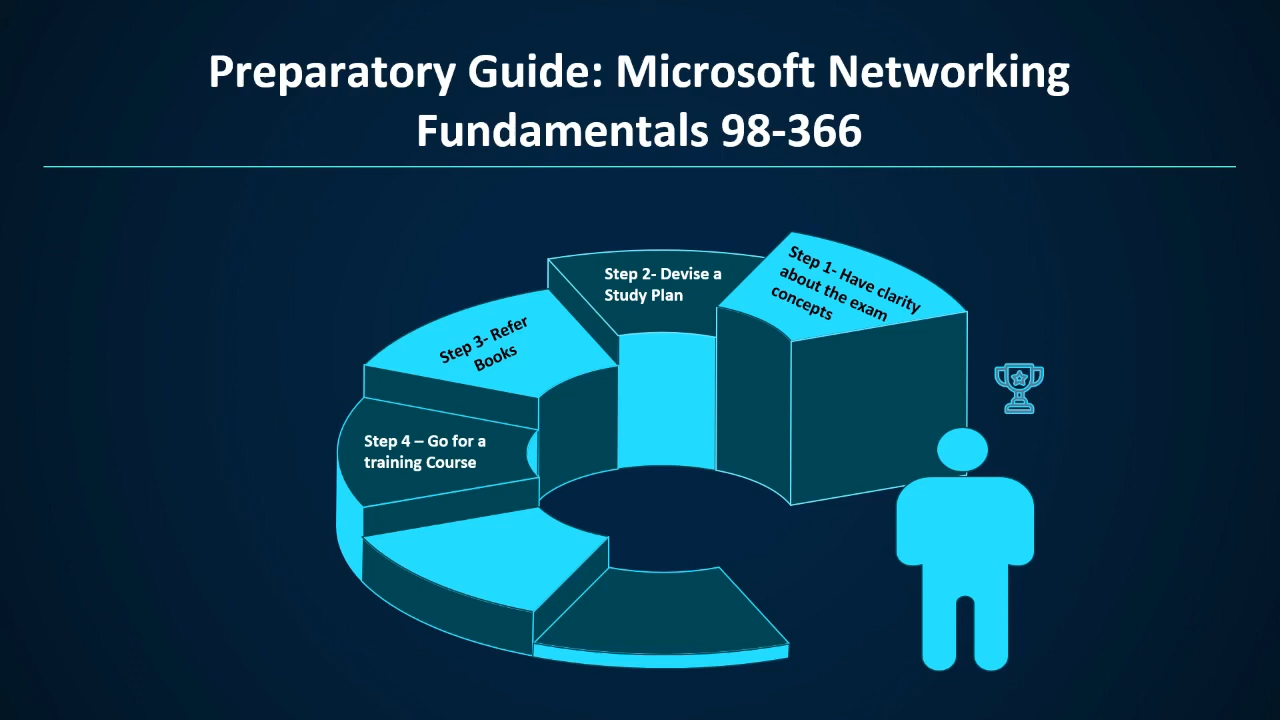 Preparatory Guide: Microsoft Networking
Fundamentals 98-366
Step 1- Have clarity
about the exam
concepts
Step 2- Devise a
Study Plan
Step 3- Refer
Books
Step 4 – Go for a
training Course